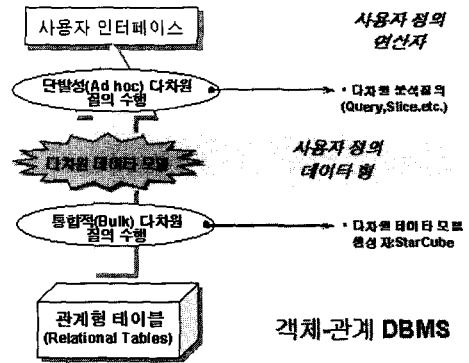 사용자 인터페이스
사용자 정의
연산자
단발성(Ad hoc) 다차원
질의 수행
• 다차원 분석질의
(Query,Slice,etc.)
다차원 데이타 모델
사용자 정의
데이타 형
통합적(Bulk) 다차원
질의 수행
• 다차원 데이타 모델
생성자:StarCube
관계형 테이블
(Relational Tables)
객체-관계 DBMS